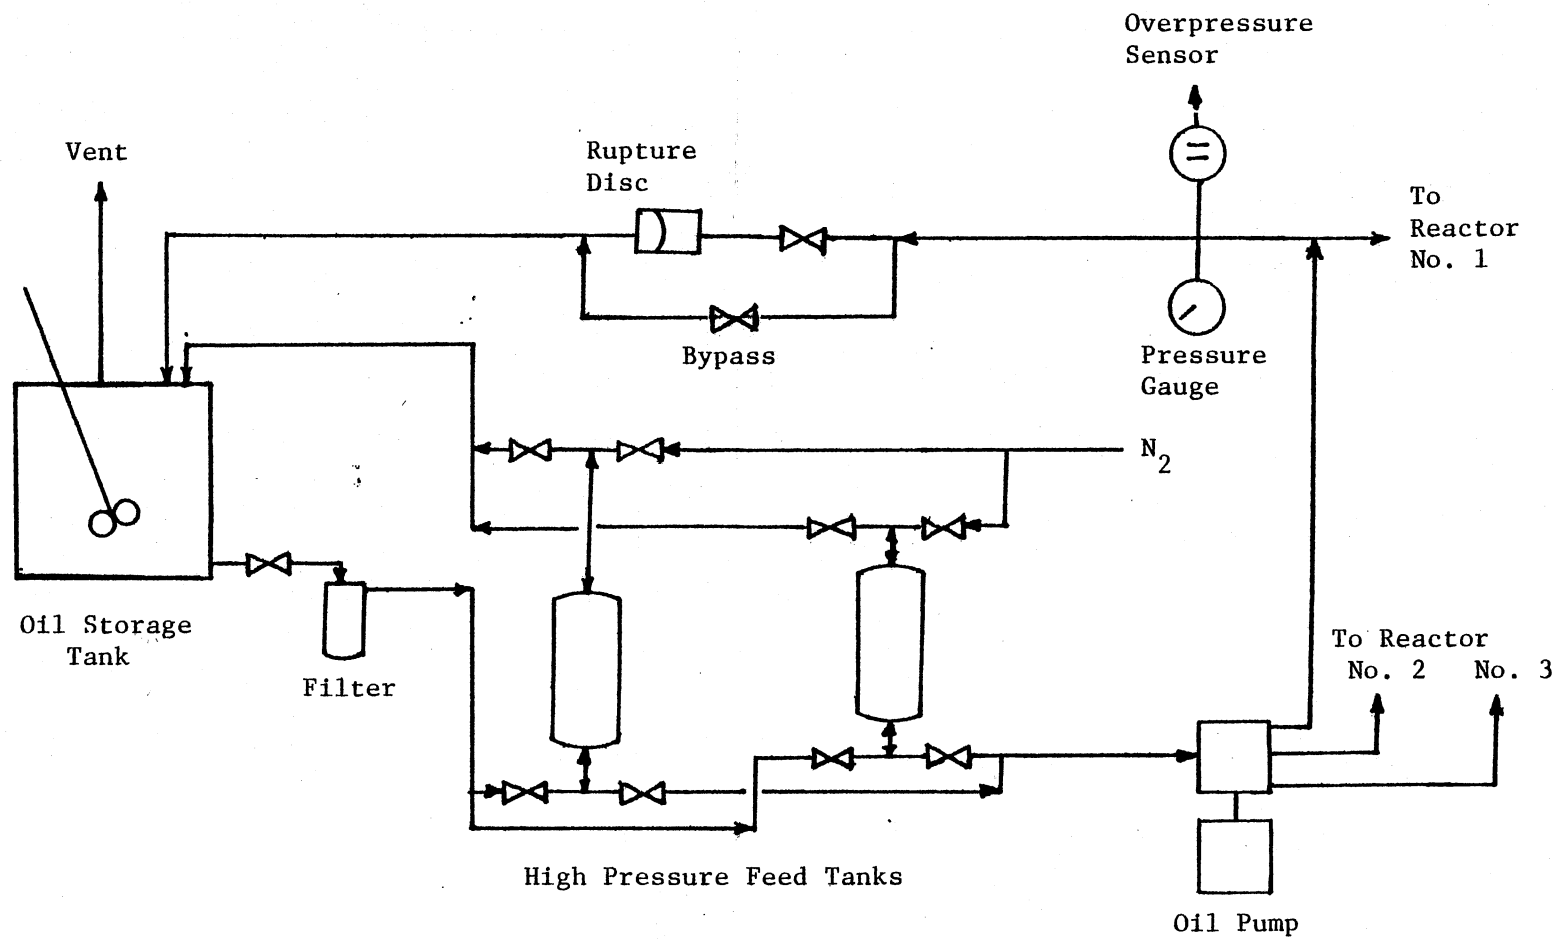 Overpressure
Sensor
Vent
Rupture
Disc
To
Reactor
No. 1
Bypass
Pressure
Gauge
N2
Oil Storage
Tank
Filter
To Reactor
No. 2 No. 3
High Pressure Feed Tanks
Oil Pump